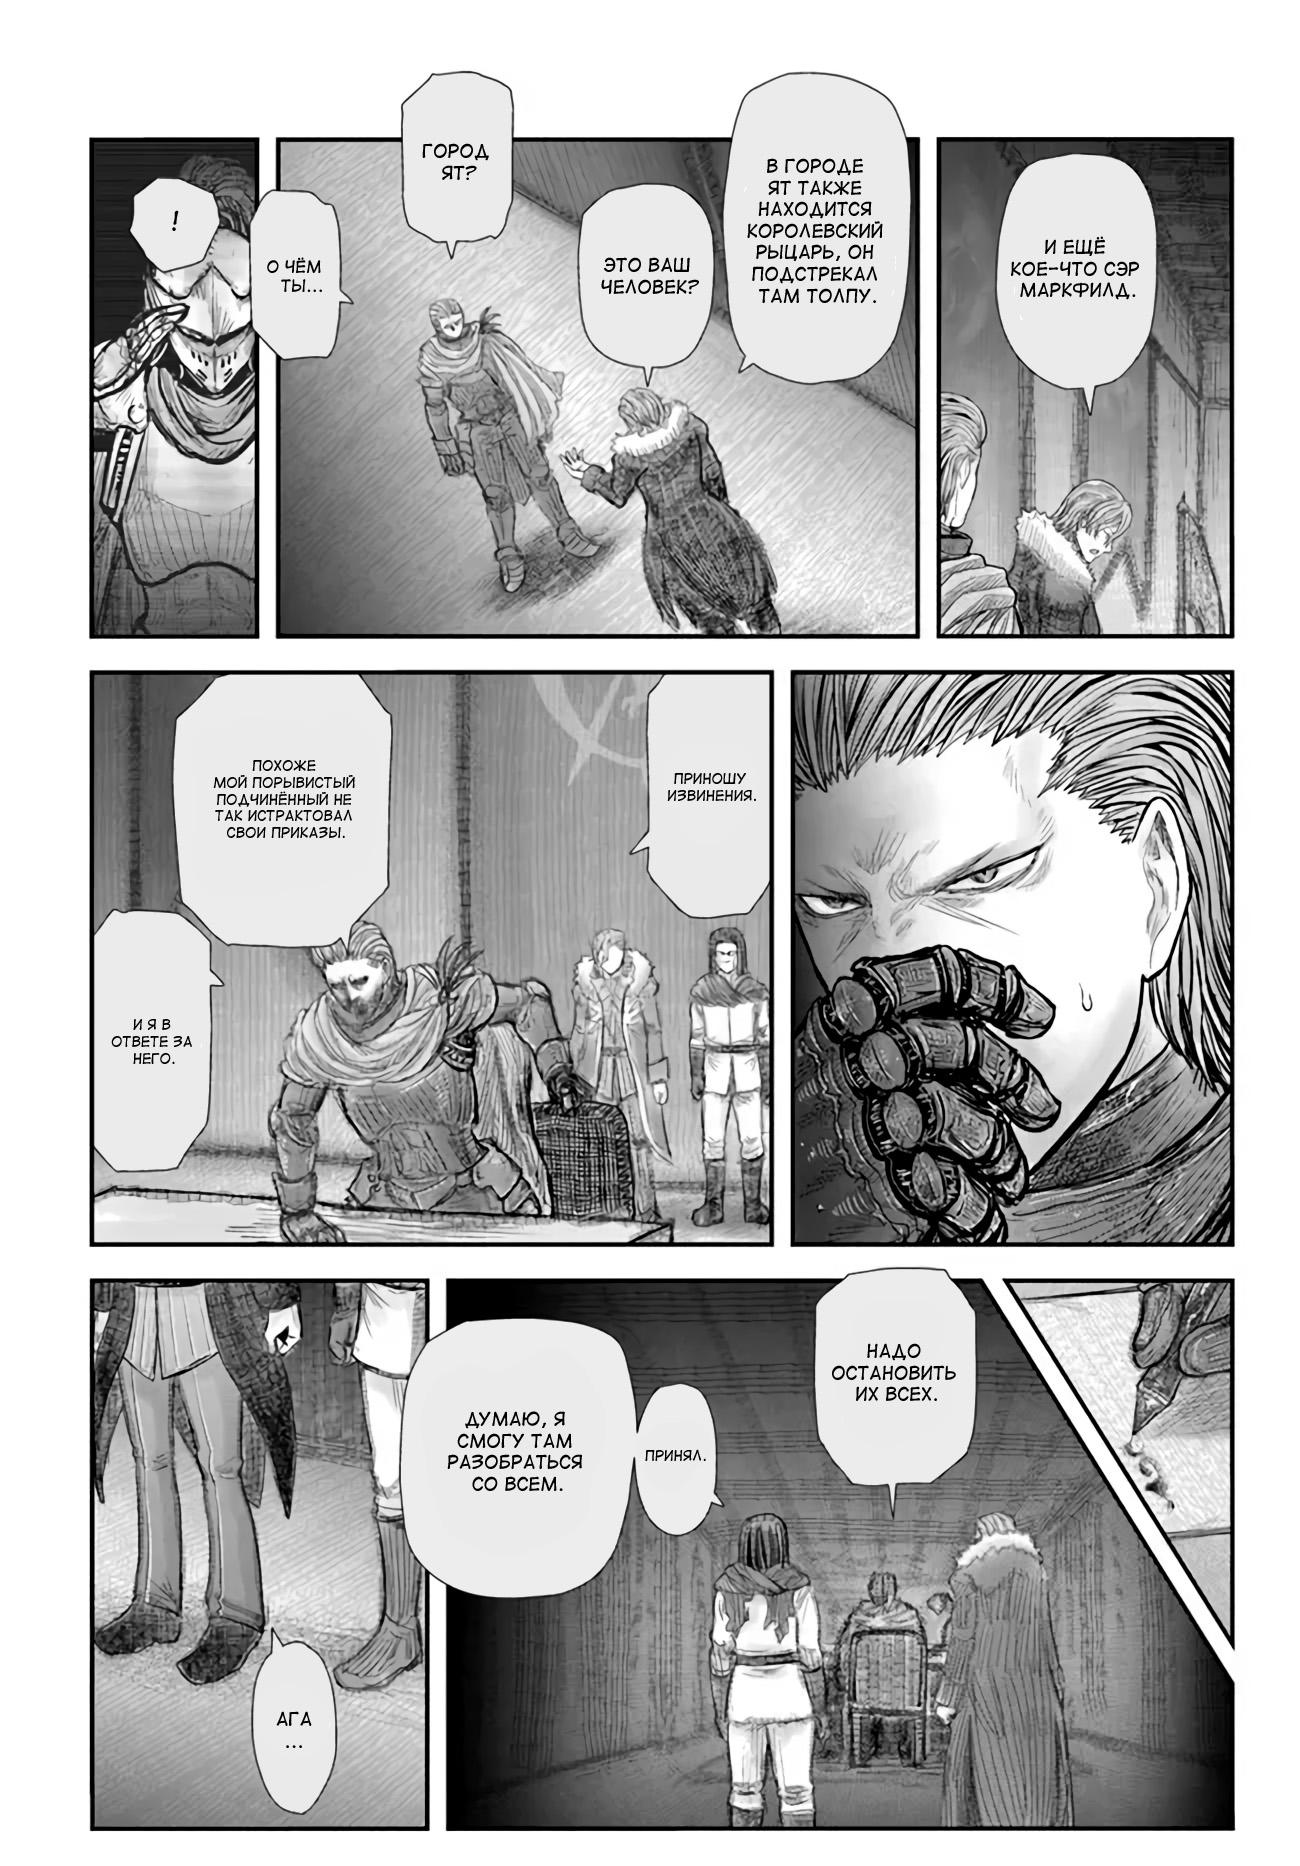 И ЕЩЁ
КОЕ-ЧТО СЭР
МАРКФИЛД.
В ГОРОДЕ
ЯТ ТАКЖЕ
НАХОДИТСЯ
КОРОЛЕВСКИЙ
РЫЦАРЬ, ОН
ПОДСТРЕКАЛ
ТАМ ТОЛПУ.
ЭТО ВАШ
ЧЕЛОВЕК?
ГОРОД
ЯТ?
О ЧЁМ
ТЫ...
!
ПРИНОШУ
ИЗВИНЕНИЯ.
ПОХОЖЕ
МОЙ ПОРЫВИСТЫЙ
ПОДЧИНЁННЫЙ НЕ
ТАК ИСТРАКТОВАЛ
СВОИ ПРИКАЗЫ.
И Я В
ОТВЕТЕ ЗА
НЕГО.
НАДО
ОСТАНОВИТЬ
ИХ ВСЕХ.
ПРИНЯЛ.
ДУМАЮ, Я
СМОГУ ТАМ
РАЗОБРАТЬСЯ
СО ВСЕМ.
АГА
...